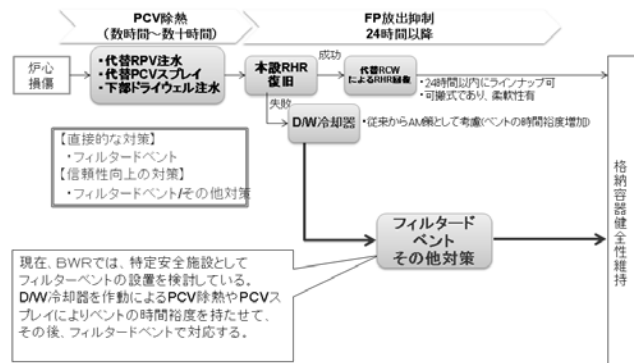 PCV除熱
(数時間~数十時間)
FP放出抑制
24時間以降
炉心
損傷
・代替RPV注水
・代替PCVスプレイ
・下部ドライウェル注水
本設RHR
復旧
成功
代替RCW
によるRHR回復
・24時間以内にラインナップ可
・可搬式であり、柔軟性有
失敗
D/W冷却器
・従来からAM策として考慮(ベントの時間裕度増加)
【直接的な対策】
・フィルタードベント
【信頼性向上の対策】
・フィルタードベント/その他対策
フィルタード
ベント
その他対策
格納容器健全性維持
現在、BWRでは、特定安全施設として
フィルターベントの設置を検討している。
D/W冷却器を作動によるPCV除熱やPCVス
プレイによりベントの時間裕度を持たせて、
その後、フィルタードベントで対応する。